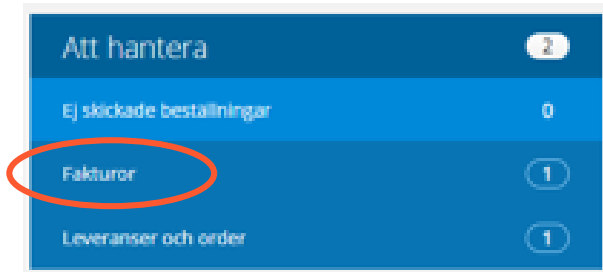 Att hantera 2
Ej skickade beställningar 0
Fakturor 1
Leveranser och order 1